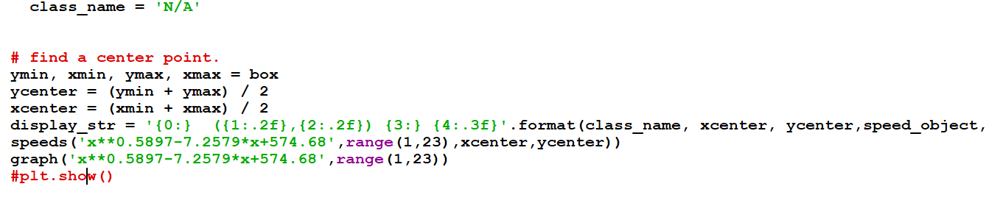 class_name = 'N/A'
# find a center point.
ymin, xmin, ymax, xmax = box
ycenter = (ymin + ymax) / 2
xcenter = (xmin + xmax) / 2
display_str = '{0:}  ({1:.2f},{2:.2f}) {3:} {4:.3f}'.format(class_name, xcenter, ycenter,speed_object,
speeds('x**0.5897-7.2579*x+574.68',range(1,23),xcenter,ycenter))
graph('x**0.5897-7.2579*x+574.68',range(1,23))
#plt.show()